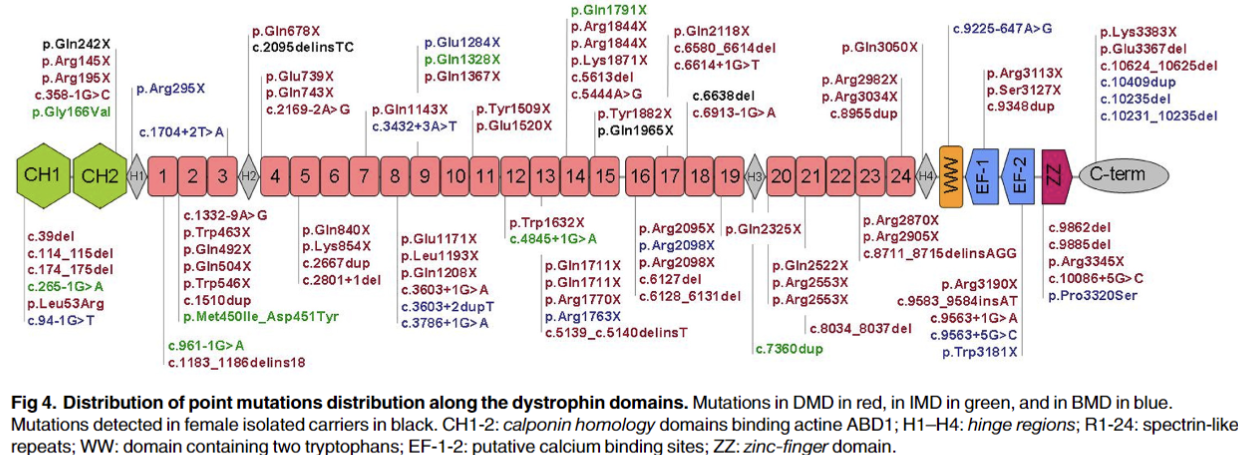 p.Gln242X
p.Arg145X
p.Arg195X
c.358-1G>C
p.Gly166Val
p.Arg295X
c.1704+2T>A
p.Gln678X
c.2095delinsTC
p.Glu739X
p.Gln743X
c.2169-2A>G
p.Gln1143X
c.3432+3A>T
p.Glu1284X
p.Gln1328X
p.Gln1367X
p.Tyr1509X
p.Glu1520X
p.Gln1791X
p.Arg1844X
p.Arg1844X
p.Lys1871X
c.5613del
c.5444A>G
p.Tyr1882X
p.Gln1965X
p.Gln2118X
c.6580_6614del
c.6614+1G>T
c.6638del
c.6913-1G>A
p.Arg2982X
p.Arg3034X
c.8955dup
p.Gln3050X
c.9225-647A>G
p.Arg3113X
p.Ser3127X
c.9348dup
p.Lys3383X
p.Glu3367del
c.10624_10625del
c.10409dup
c.10235del
c.10231_10235del
CH1 CH2 H1 1 2 3 H2 4 5 6 7 8 9 10 11 12 13 14 15 16 17 18 19 H3 20 21 22 23 24 H4 WW EF-1 EF-2 ZZ C-term
c.39del
c.114_115del
c.174_175del
c.265-1G>A
p.Leu53Arg
c.94-1G>T
c.961-1G>A
c.1183_1186delins18
c.1332-9A>G
p.Trp463X
p.Gln492X
p.Gln504X
p.Trp546X
c.1510dup
p.Met450Ile_Asp451Tyr
p.Gln840X
p.Lys854X
c.2667dup
c.2801+1del
p.Glu1171X
p.Leu1193X
p.Gln1208X
c.3603+1G>A
c.3603+2dupT
c.3786+1G>A
p.Trp1632X
c.4845+1G>A
p.Gln1711X
p.Gln1711X
p.Arg1770X
p.Arg1763X
c.5139_c.5140delinsT
p.Arg2095X
p.Arg2098X
p.Arg2098X
c.6127del
c.6128_6131del
p.Gln2325X
c.7360dup
p.Gln2522X
p.Arg2553X
p.Arg2553X
c.8034_8037del
p.Arg2870X
p.Arg2905X
c.8711_8715delinsAGG
p.Arg3190X
c.9583_9584insAT
c.9563+1G>A
c.9563+5G>C
p.Trp3181X
c.9862del
c.9885del
p.Arg3345X
c.10086+5G>C
p.Pro3320Ser
Fig 4. Distribution of point mutations distribution along the dystrophin domains. Mutations in DMD in red, in IMD in green, and in BMD in blue.
Mutations detected in female isolated carriers in black. CH1-2: calponin homology domains binding actine ABD1; H1–H4: hinge regions; R1-24: spectrin-like
repeats; WW: domain containing two tryptophans; EF-1-2: putative calcium binding sites; ZZ: zinc-finger domain.